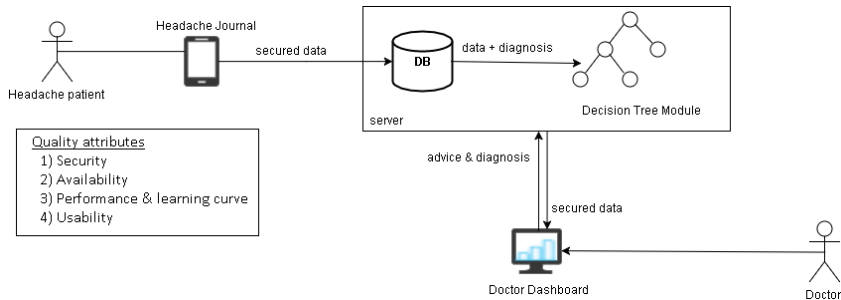 Headache Journal
secured data
DB
data + diagnosis
Headache patient
Decision Tree Module
server
Quality attributes
1) Security
2) Availability
3) Performance & learning curve
4) Usability
advice & diagnosis
secured data
Doctor Dashboard
Doctor